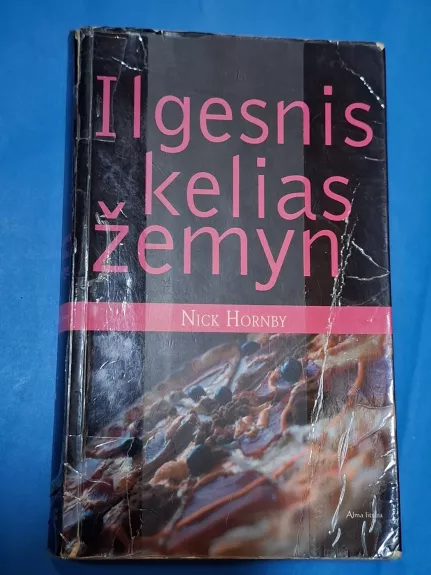 Ilgesnis
kelias
žemyn
NICK HORNBY
Alma littera